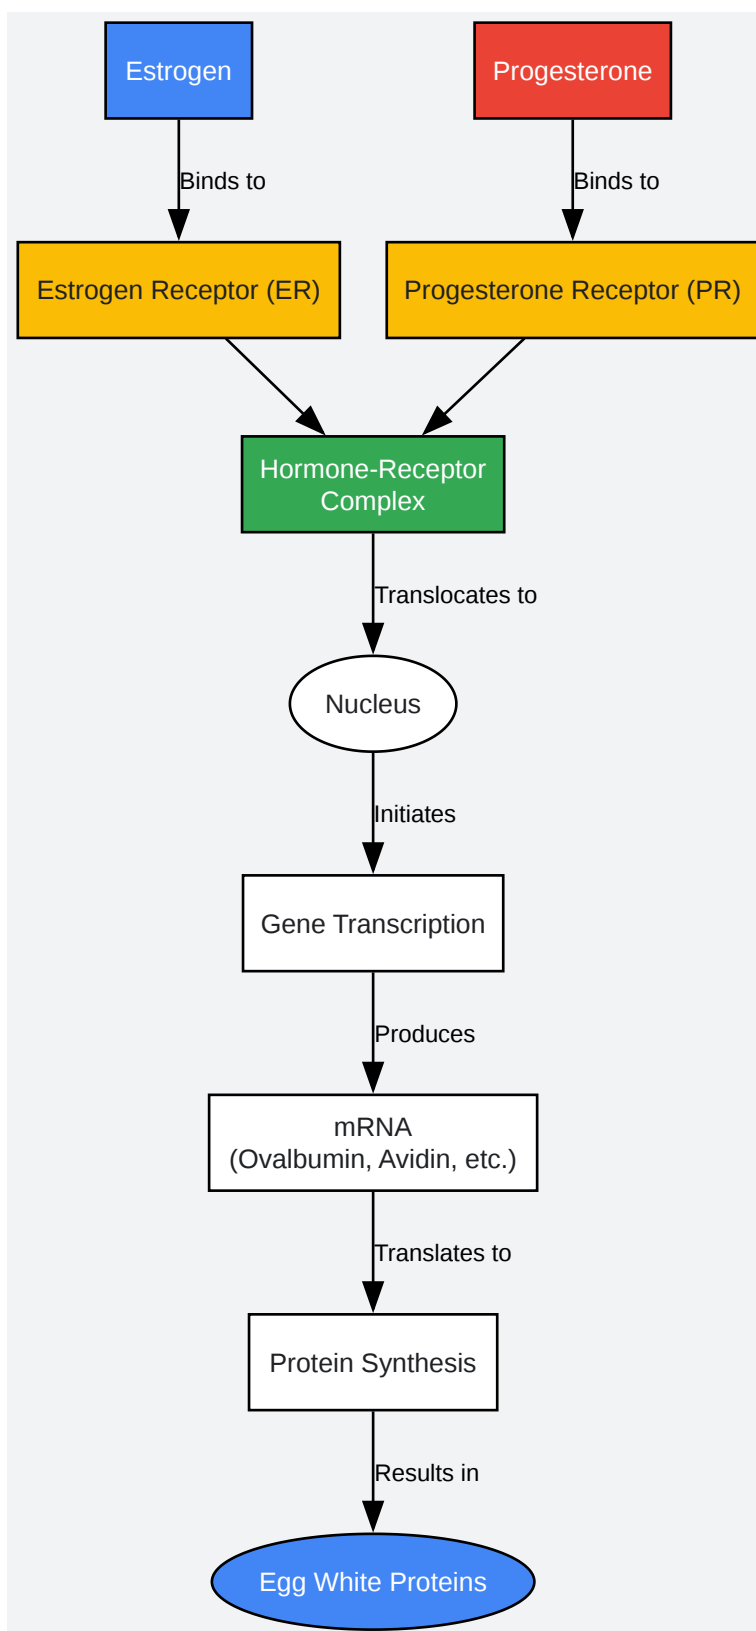 Estrogen
Progesterone
Binds to
Binds to
Estrogen Receptor (ER)
Progesterone Receptor (PR)
Hormone-Receptor
Complex
Translocates to
Nucleus
Initiates
Gene Transcription
Produces
mRNA
(Ovalbumin, Avidin, etc.)
Translates to
Protein Synthesis
Results in
Egg White Proteins